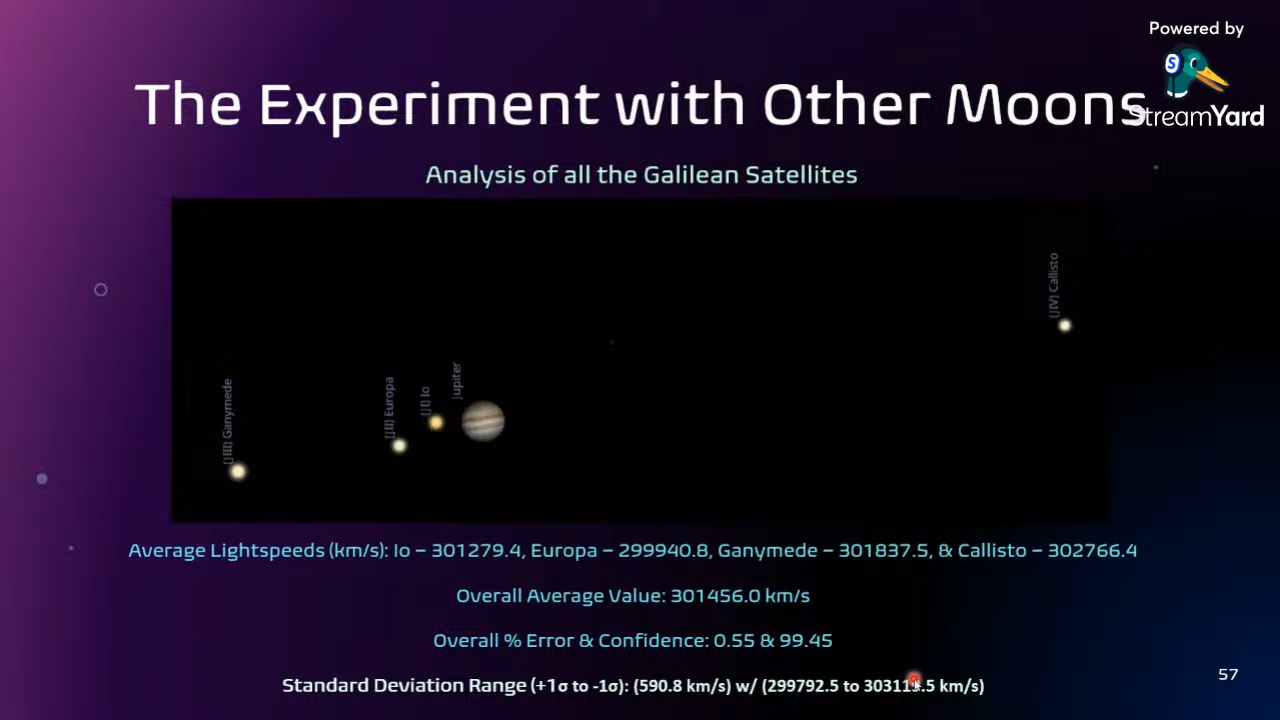 Powered by
StreamYard
The Experiment with Other Moons
Analysis of all the Galilean Satellites
(JIV) Callisto
(JIII) Ganymede
(JII) Europa
(JI) Io
Jupiter
Average Lightspeeds (km/s): Io – 301279.4, Europa – 299940.8, Ganymede – 301837.5, & Callisto – 302766.4
Overall Average Value: 301456.0 km/s
Overall % Error & Confidence: 0.55 & 99.45
57
Standard Deviation Range (+1σ to -1σ): (590.8 km/s) w/ (299792.5 to km/s)